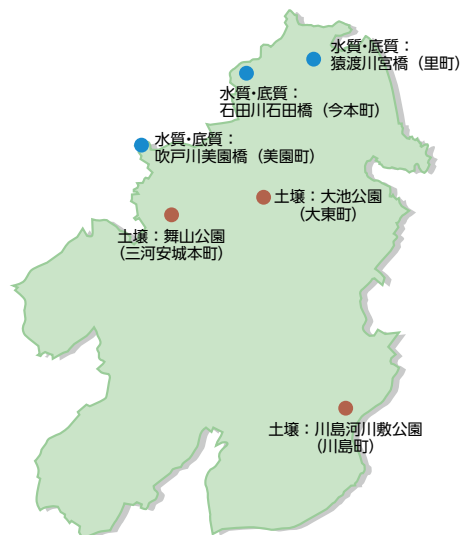 水質・底質：
猿渡川宮橋（里町）
水質・底質：
石田川石田橋（今本町）
水質・底質：
吹戸川美園橋（美園町）
土壌：大池公園
（大東町）
土壌：舞山公園
（三河安城本町）
土壌：川島河川敷公園
（川島町）